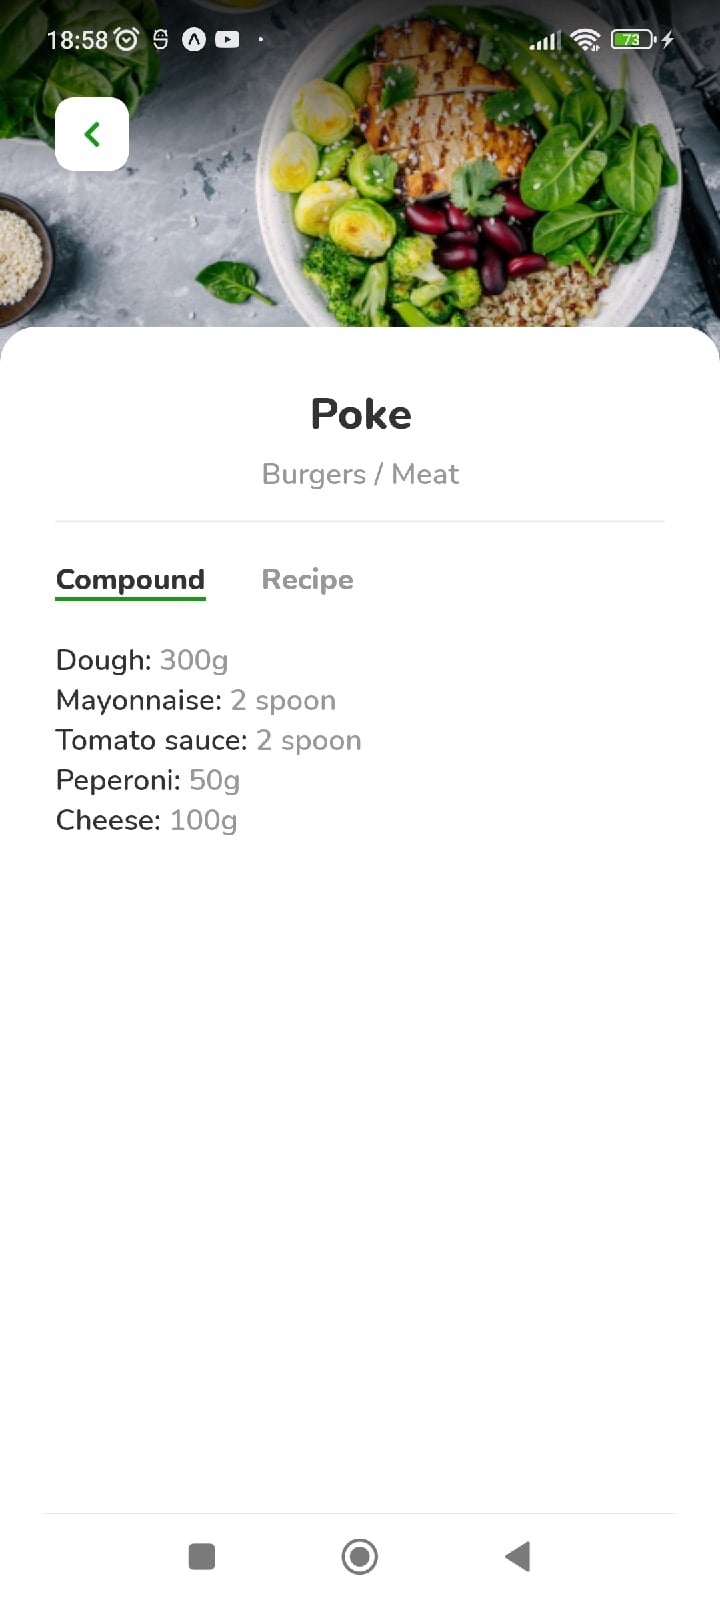 18:58
73
Poke
Burgers / Meat
Compound Recipe
Dough: 300g
Mayonnaise: 2 spoon
Tomato sauce: 2 spoon
Peperoni: 50g
Cheese: 100g